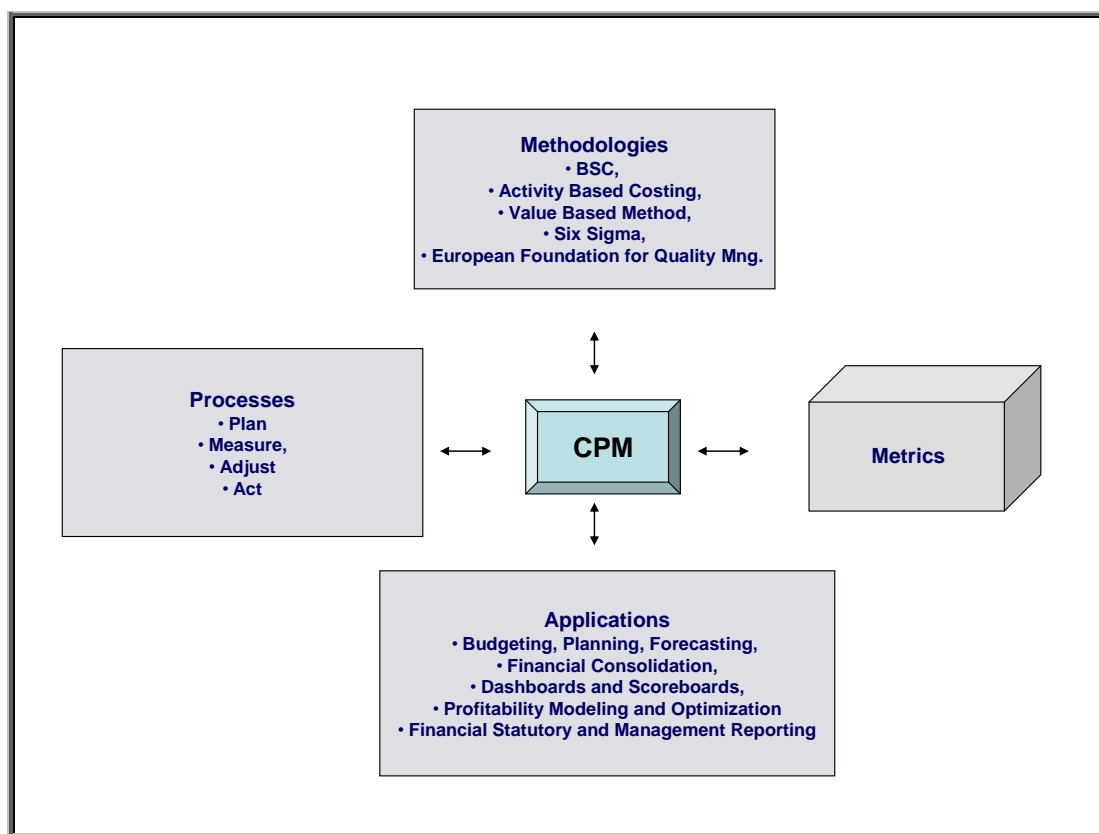 Methodologies
• BSC,
• Activity Based Costing,
• Value Based Method,
• Six Sigma,
• European Foundation for Quality Mng.
Processes
• Plan
• Measure,
• Adjust
• Act
CPM
Metrics
Applications
• Budgeting, Planning, Forecasting,
• Financial Consolidation,
• Dashboards and Scoreboards,
• Profitability Modeling and Optimization
• Financial Statutory and Management Reporting